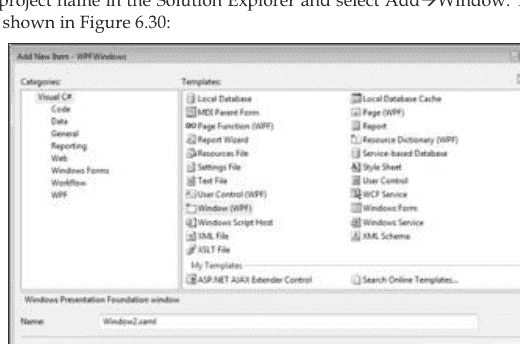 project name in the Solution Explorer and select Add→Window.
shown in Figure 6.30:
Add New Item - WPFWindows
Categories:
Templates:
Visual C#
Code
Data
General
Reporting
Web
Windows Forms
Workflow
WPF
Local Database
MDI Parent Form
Page Function (WPF)
Report Wizard
Resources File
Settings File
Text File
User Control (WPF)
Window (WPF)
Windows Script Host
XML File
XSLT File
Local Database Cache
Page (WPF)
Report
Resource Dictionary (WPF)
Service-based Database
Style Sheet
User Control
WCF Service
Windows Form
Windows Service
XML Schema
My Templates
ASP.NET AJAX Extender Control
Search Online Templates...
Windows Presentation Foundation window
Name:
Window2.xaml